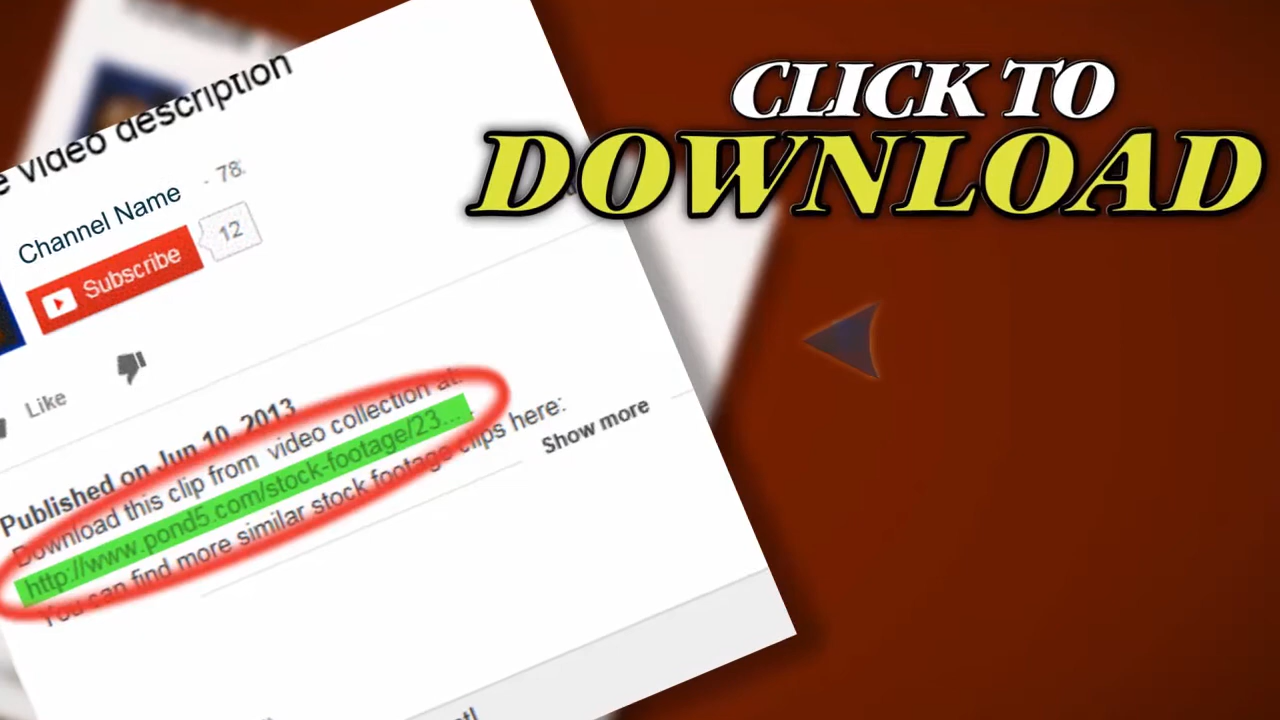 CLICK TO
DOWNLOAD
video description
Channel Name
Subscribe
12
Like
Published on Jun 10, 2013
Download this clip from video collection at:
http://www.pond5.com/stock-footage/23...
You can find more similar stock footage clips here:
Show more